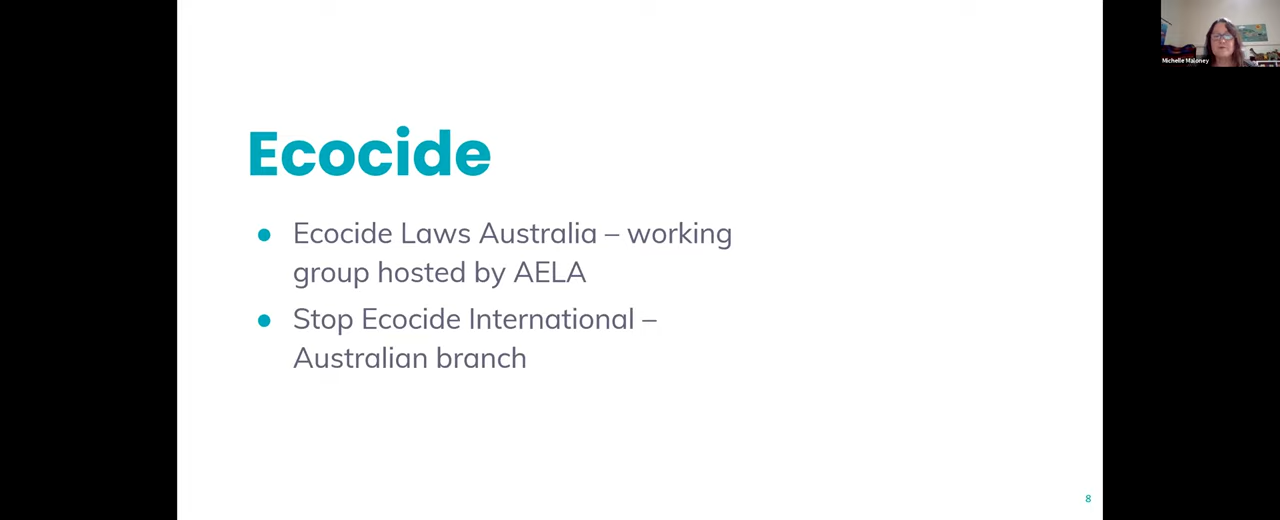 Michelle Maloney
Ecocide
● Ecocide Laws Australia – working
group hosted by AELA
● Stop Ecocide International –
Australian branch
8